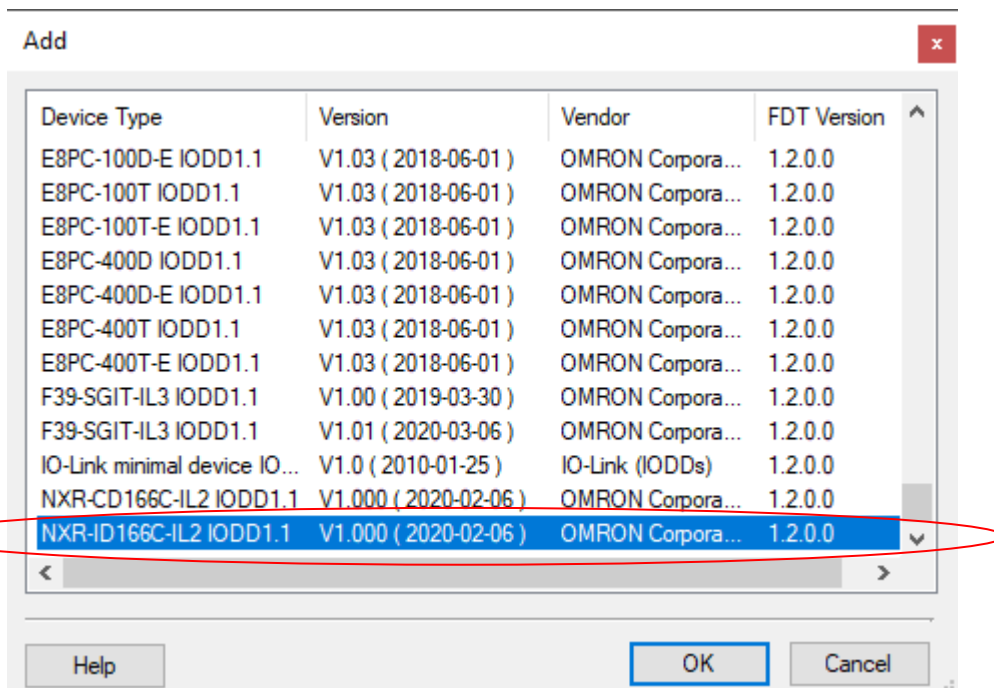 Add
Device Type Version Vendor FDT Version
E8PC-100D-E IODD1.1 V1.03 ( 2018-06-01 ) OMRON Corpora... 1.2.0.0
E8PC-100T IODD1.1 V1.03 ( 2018-06-01 ) OMRON Corpora... 1.2.0.0
E8PC-100T-E IODD1.1 V1.03 ( 2018-06-01 ) OMRON Corpora... 1.2.0.0
E8PC-400D IODD1.1 V1.03 ( 2018-06-01 ) OMRON Corpora... 1.2.0.0
E8PC-400D-E IODD1.1 V1.03 ( 2018-06-01 ) OMRON Corpora... 1.2.0.0
E8PC-400T IODD1.1 V1.03 ( 2018-06-01 ) OMRON Corpora... 1.2.0.0
E8PC-400T-E IODD1.1 V1.03 ( 2018-06-01 ) OMRON Corpora... 1.2.0.0
F39-SGIT-IL3 IODD1.1 V1.00 ( 2019-03-30 ) OMRON Corpora... 1.2.0.0
F39-SGIT-IL3 IODD1.1 V1.01 ( 2020-03-06 ) OMRON Corpora... 1.2.0.0
IO-Link minimal device IO... V1.0 ( 2010-01-25 ) IO-Link (IODDs) 1.2.0.0
NXR-CD166C-IL2 IODD1.1 V1.000 ( 2020-02-06 ) OMRON Corpora... 1.2.0.0
NXR-ID166C-IL2 IODD1.1 V1.000 ( 2020-02-06 ) OMRON Corpora... 1.2.0.0
Help OK Cancel